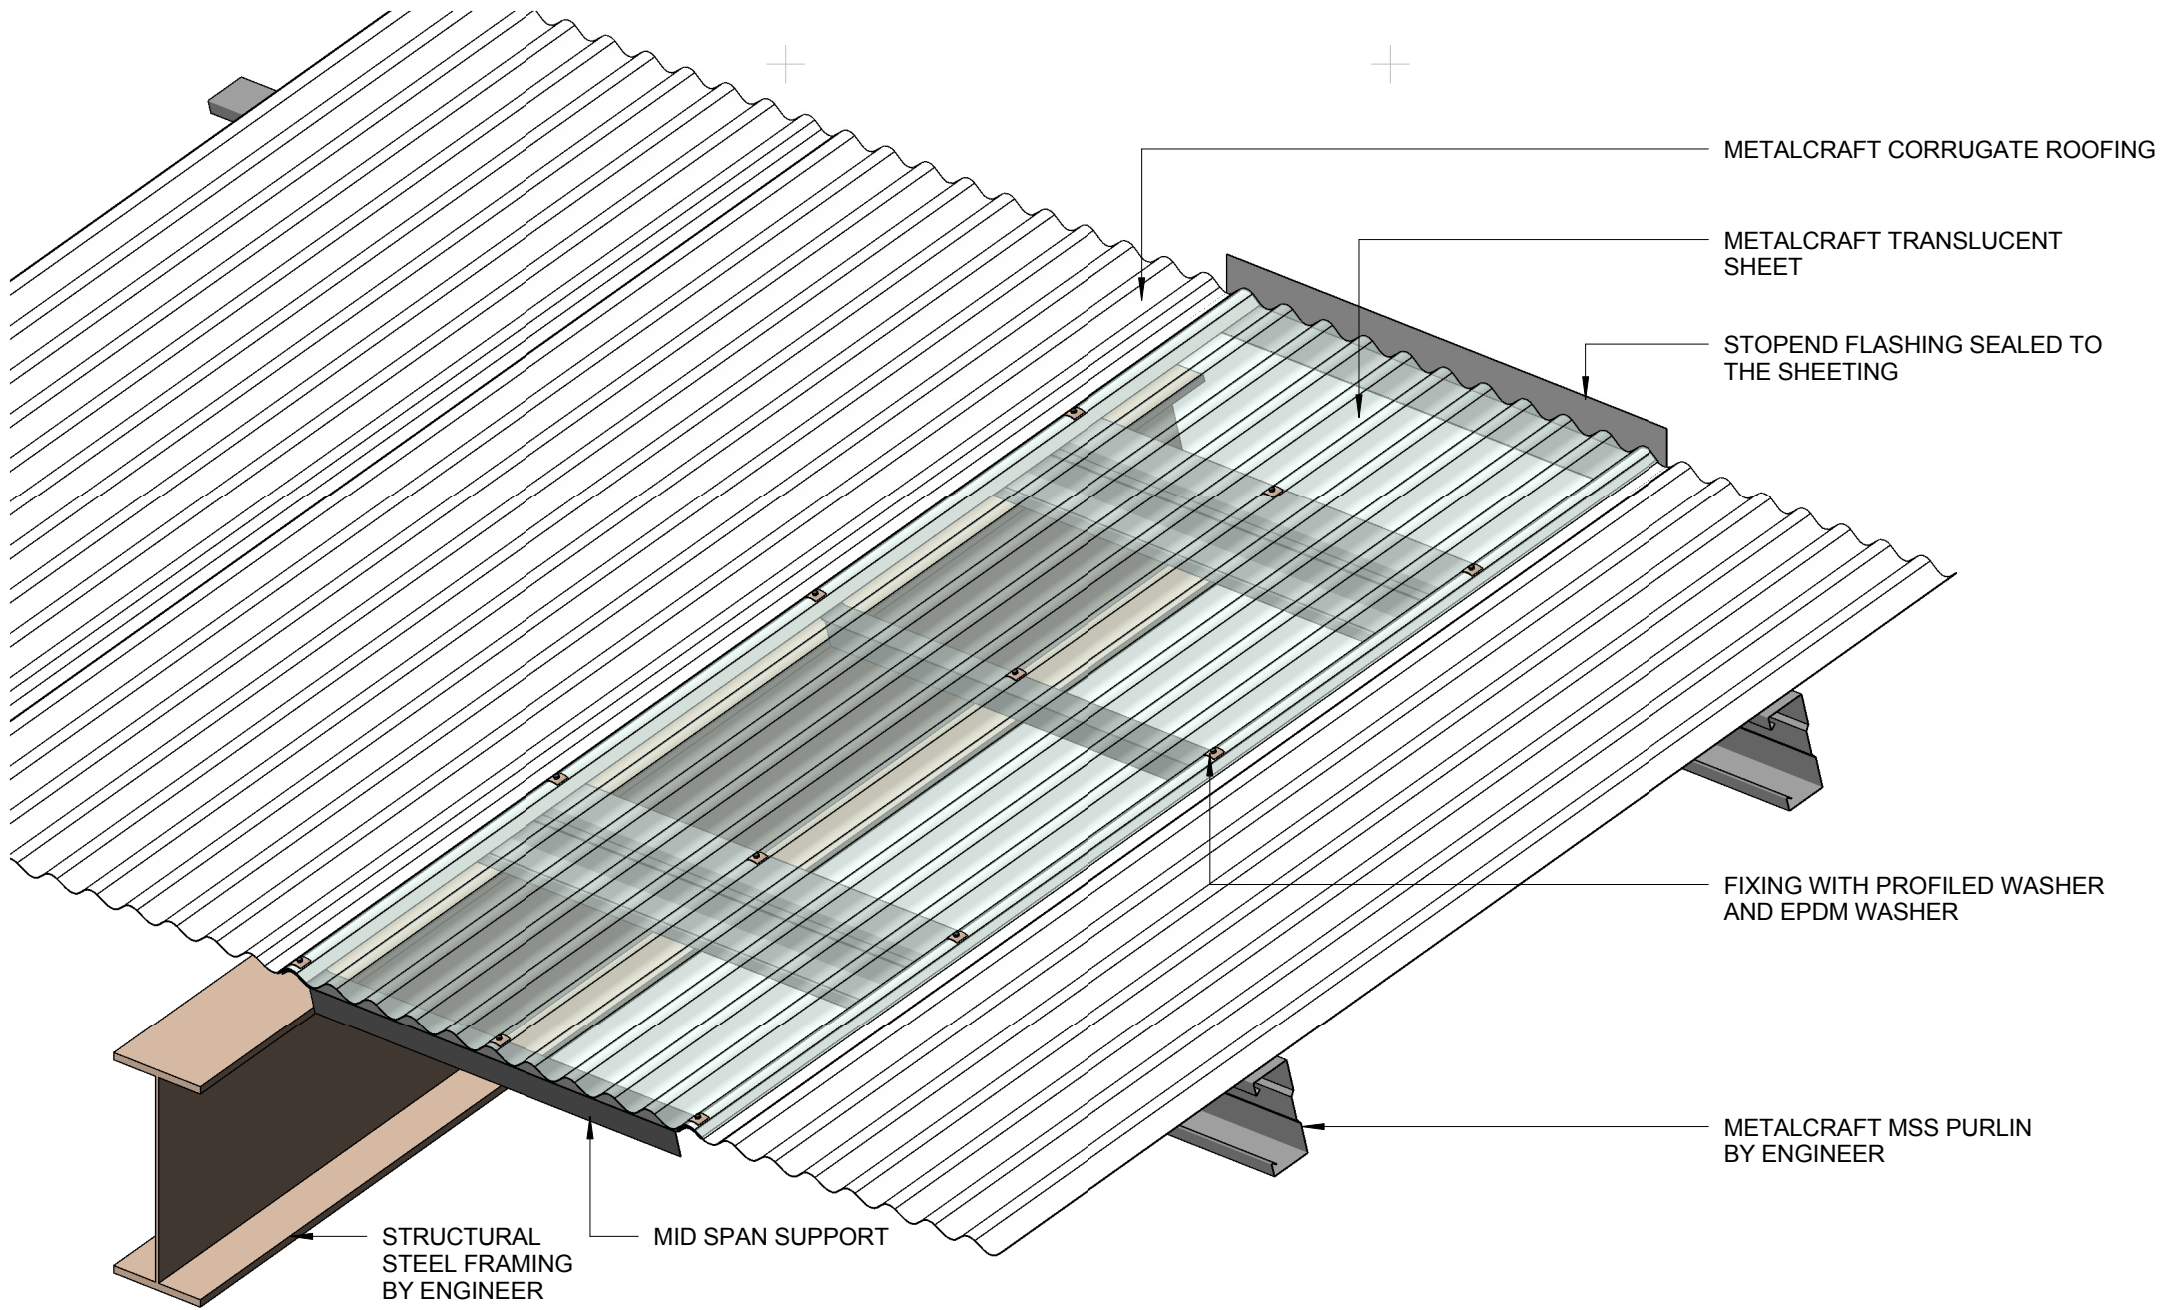 METALCRAFT CORRUGATE ROOFING
METALCRAFT TRANSLUCENT
SHEET
STOPEND FLASHING SEALED TO
THE SHEETING
FIXING WITH PROFILED WASHER
AND EPDM WASHER
METALCRAFT MSS PURLIN
BY ENGINEER
STRUCTURAL
STEEL FRAMING
BY ENGINEER
MID SPAN SUPPORT